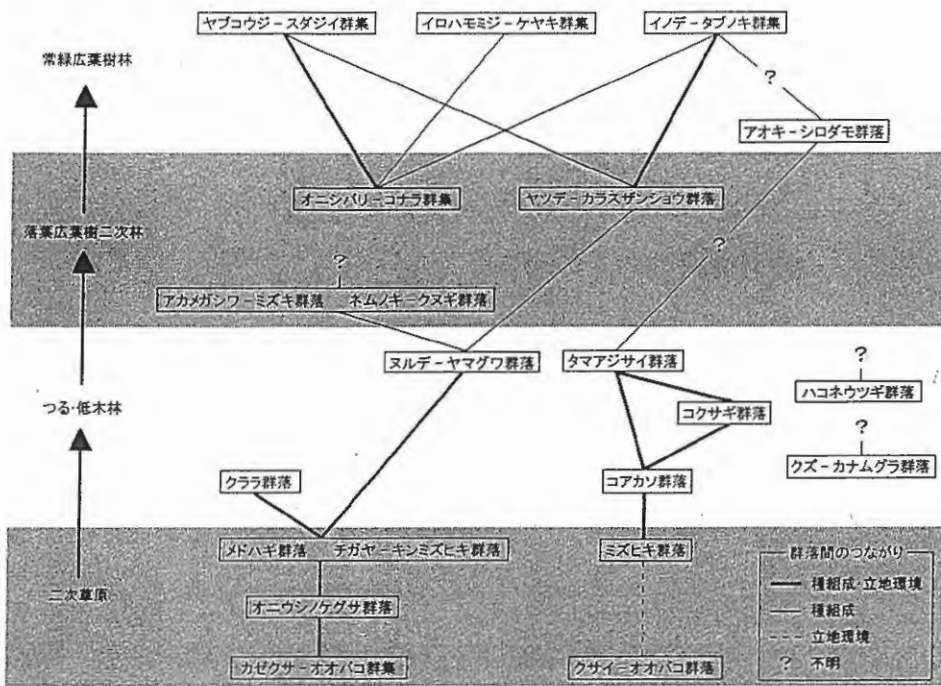 ヤブコウジ－スダジイ群集
イロハモミジ－ケヤキ群集
イノデ－タブノキ群集
常緑広葉樹林
?
アオキ－シロダモ群落
オニシバリ－コナラ群集
ヤツデ－カラスザンショウ群落
落葉広葉樹二次林
?
?
アカメガシワ－ミズキ群落
ネムノキ－クヌギ群落
ヌルデ－ヤマグワ群落
タマアジサイ群落
?
ハコネウツギ群落
つる・低木林
コクサギ群落
?
クズ－カナムグラ群落
クララ群落
コアカソ群落
メドハギ群落
チガヤ－キンミズヒキ群落
ミズヒキ群落
群落間のつながり
種組成・立地環境
種組成
立地環境
? 不明
二次草原
オニウシノケグサ群落
カゼクサ－オオバコ群集
クサイ－オオバコ群落